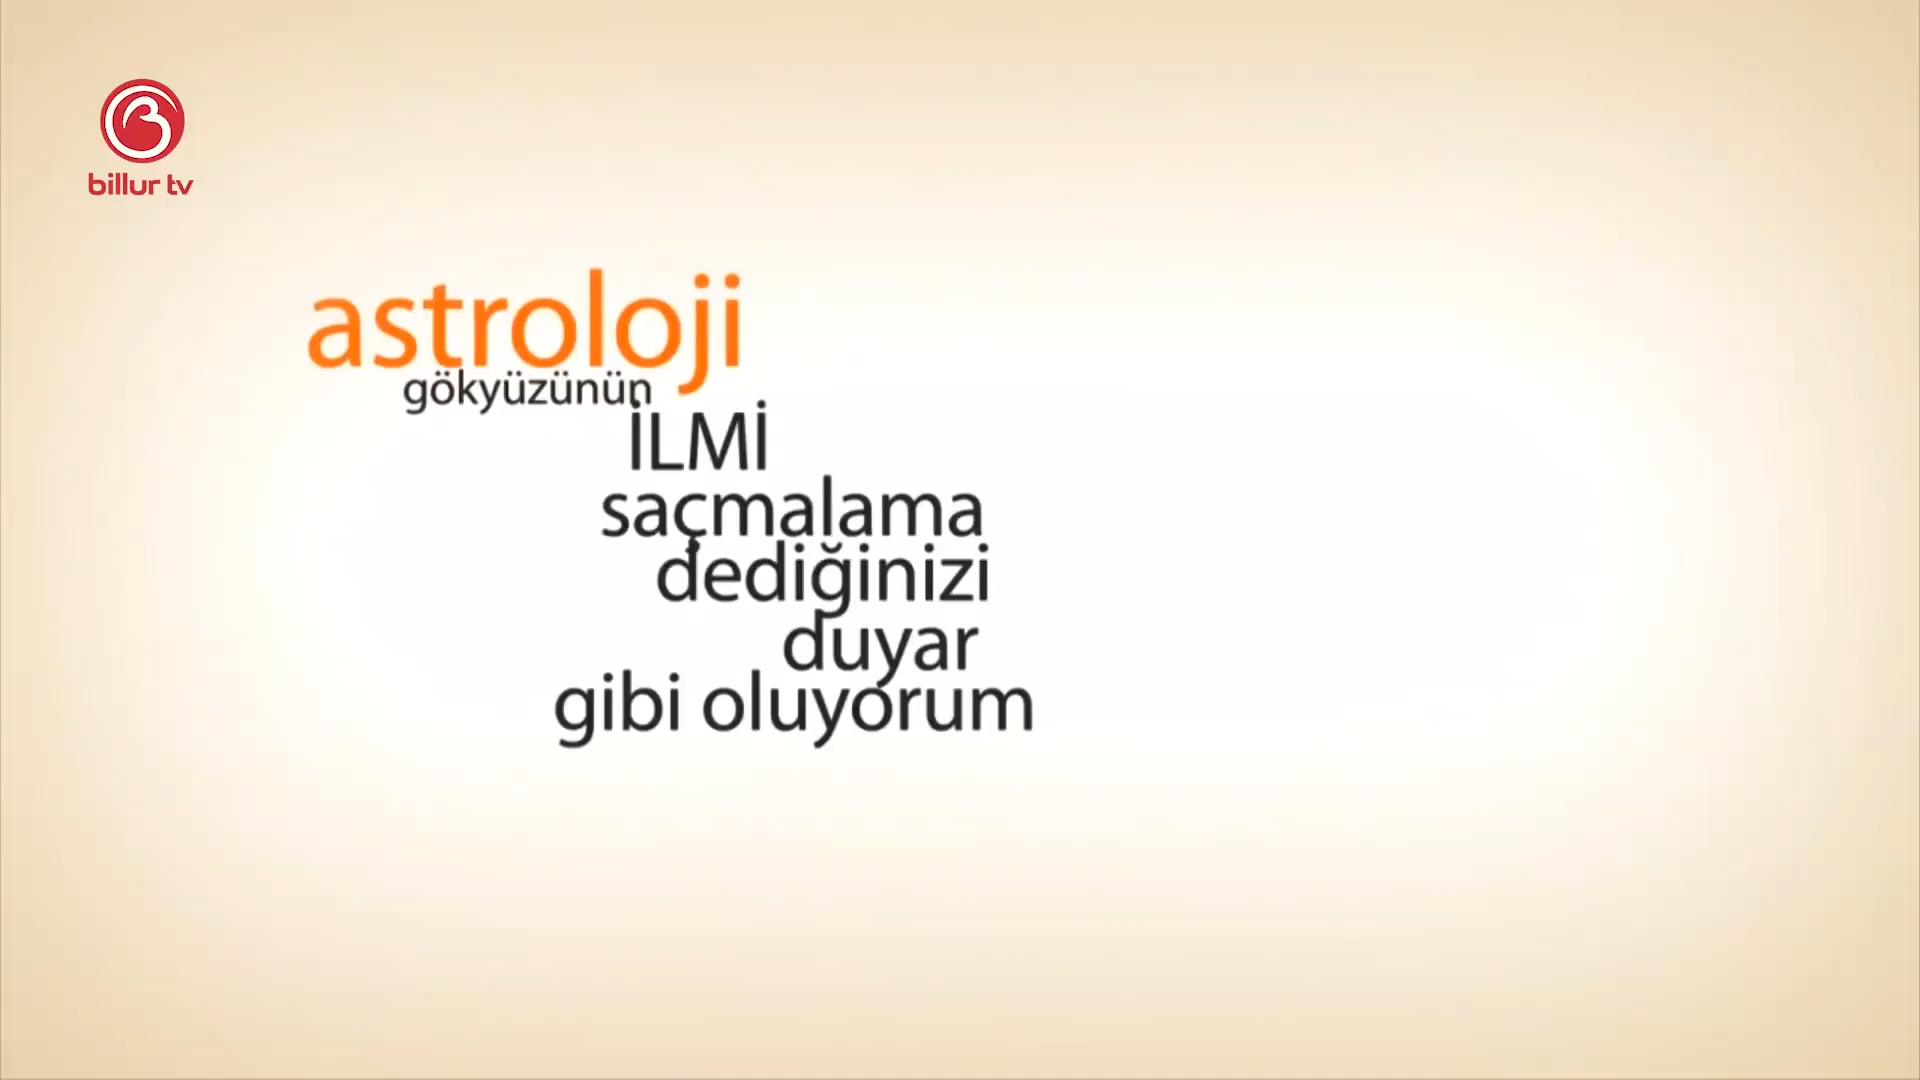 billur tv
astroloji
gökyüzünün
İLMİ
saçmalama
dediğinizi
duyar
gibi oluyorum